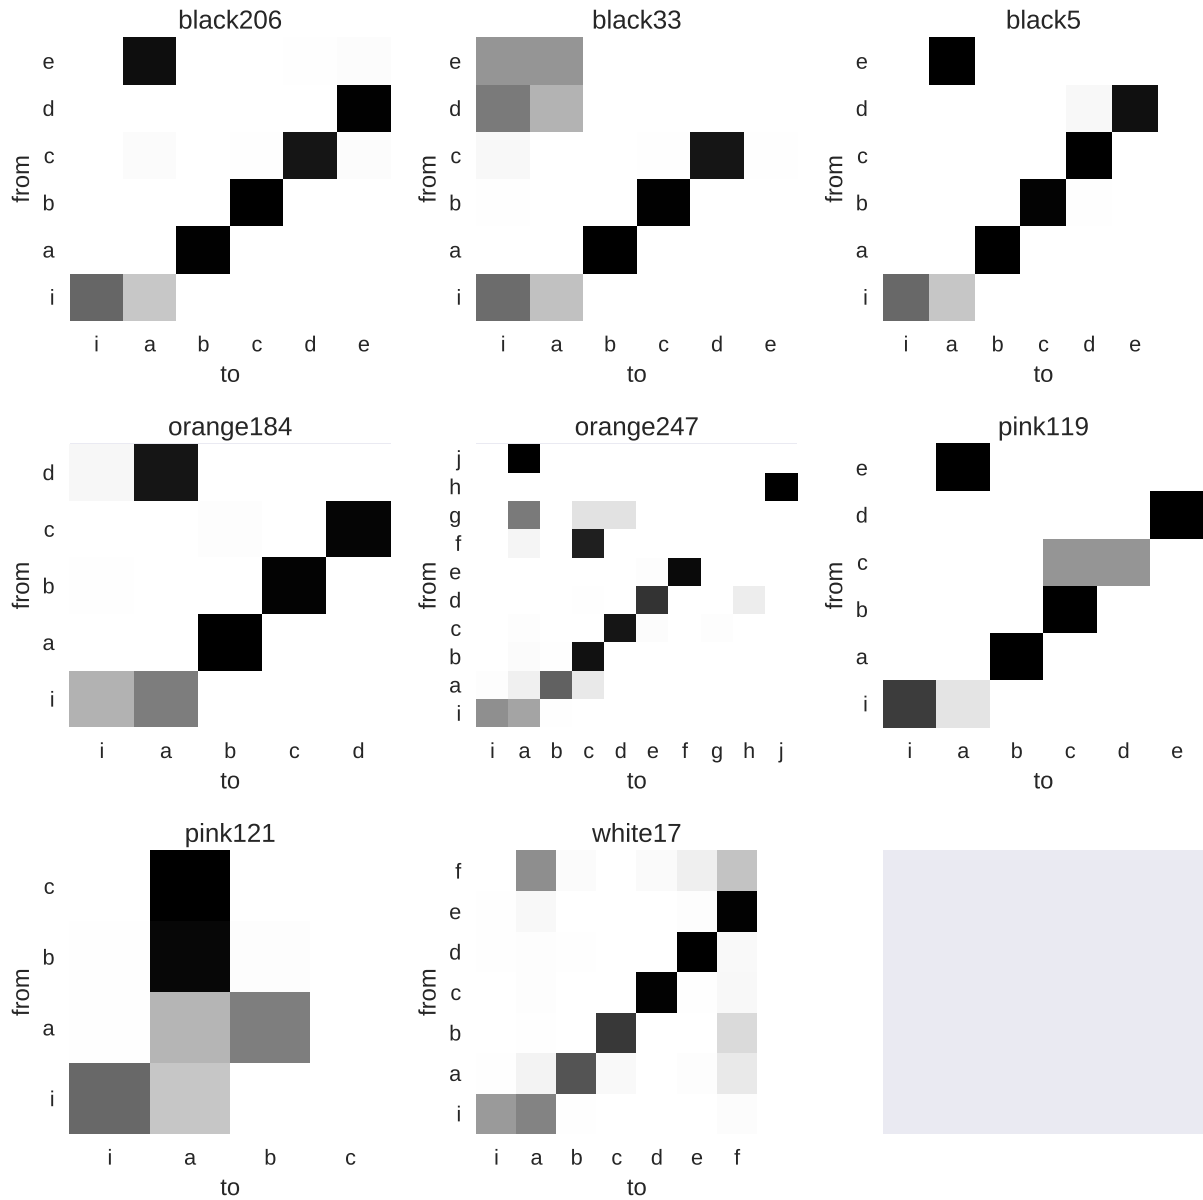 black206
e
d
c
b
a
i
from
i a b c d e
to
black33
e
d
c
b
a
i
from
i a b c d e
to
black5
e
d
c
b
a
i
from
i a b c d e
to
orange184
d
c
b
a
i
from
i a b c d
to
orange247
j
h
g
f
e
d
c
b
a
i
from
i a b c d e f g h j
to
pink119
e
d
c
b
a
i
from
i a b c d e
to
pink121
c
b
a
i
from
i a b c
to
white17
f
e
d
c
b
a
i
from
i a b c d e f
to